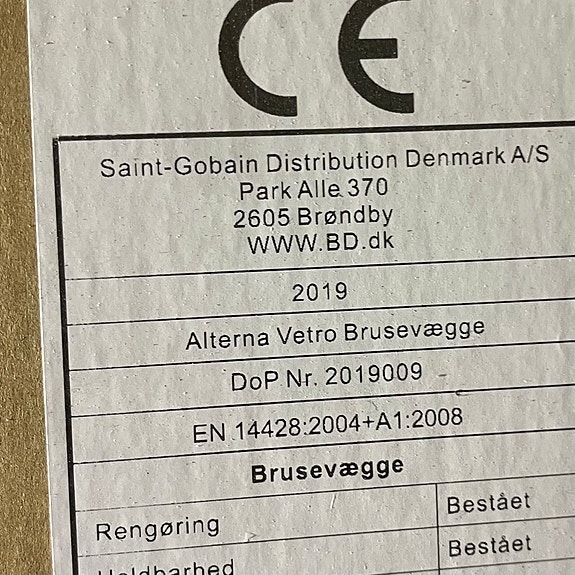 CE
Saint-Gobain Distribution Denmark A/S
Park Alle 370
2605 Brøndby
WWW.BD.dk
2019
Alterna Vetro Brusevægge
DoP Nr. 2019009
EN 14428:2004+A1:2008
Brusevægge
Rengøring Bestået
Holdbarhed Bestået